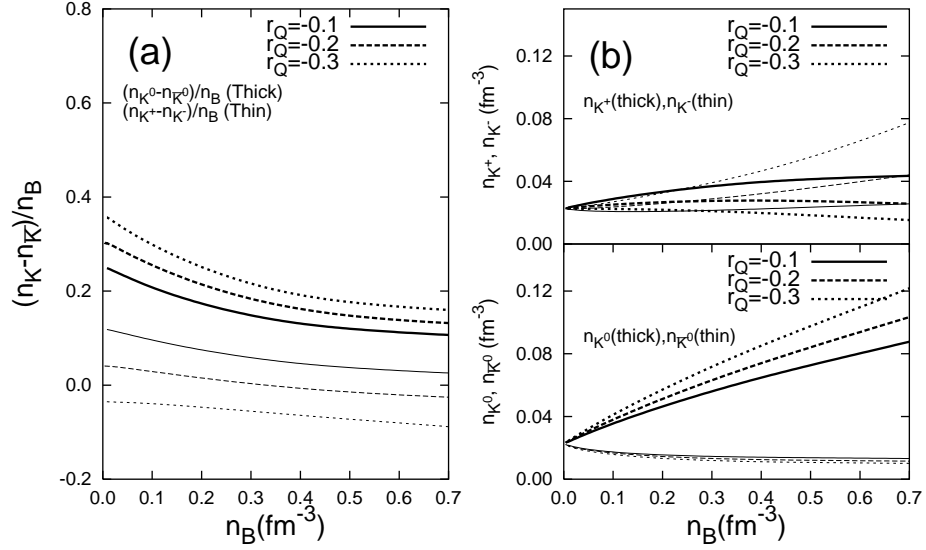 (a)
r_Q=-0.1
r_Q=-0.2
r_Q=-0.3
(n_K⁰-n_K̅⁰)/n_B (Thick)
(n_K⁺-n_K⁻)/n_B (Thin)
(n_K-n_K̅)/n_B
0.8
0.6
0.4
0.2
0.0
-0.2
0.0 0.1 0.2 0.3 0.4 0.5 0.6 0.7
n_B(fm⁻³)
(b)
r_Q=-0.1
r_Q=-0.2
r_Q=-0.3
n_K⁺(thick),n_K⁻(thin)
n_K⁺, n_K⁻ (fm⁻³)
0.12
0.08
0.04
0.00
r_Q=-0.1
r_Q=-0.2
r_Q=-0.3
n_K⁰(thick),n_K̅⁰(thin)
n_K⁰, n_K̅⁰ (fm⁻³)
0.12
0.08
0.04
0.00
0.0 0.1 0.2 0.3 0.4 0.5 0.6 0.7
n_B(fm⁻³)